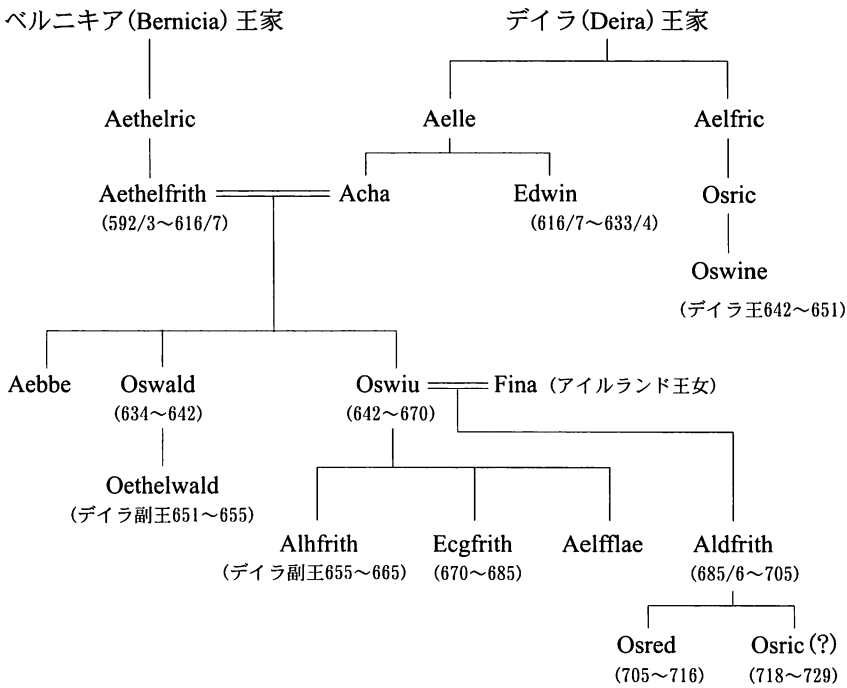 ベルニキア(Bernicia) 王家 デイラ(Deira) 王家
Aethelric Aelle Aelfric
Aethelfrith Acha Edwin Osric
(592/3～616/7) (616/7～633/4)
Oswine
(デイラ王642～651)
Aebbe Oswald Oswiu Fina (アイルランド王女)
(634～642) (642～670)
Oethelwald
(デイラ副王651～655)
Alhfrith Ecgfrith Aelfflae Aldfrith
(デイラ副王655～665) (670～685) (685/6～705)
Osred Osric(?)
(705～716) (718～729)